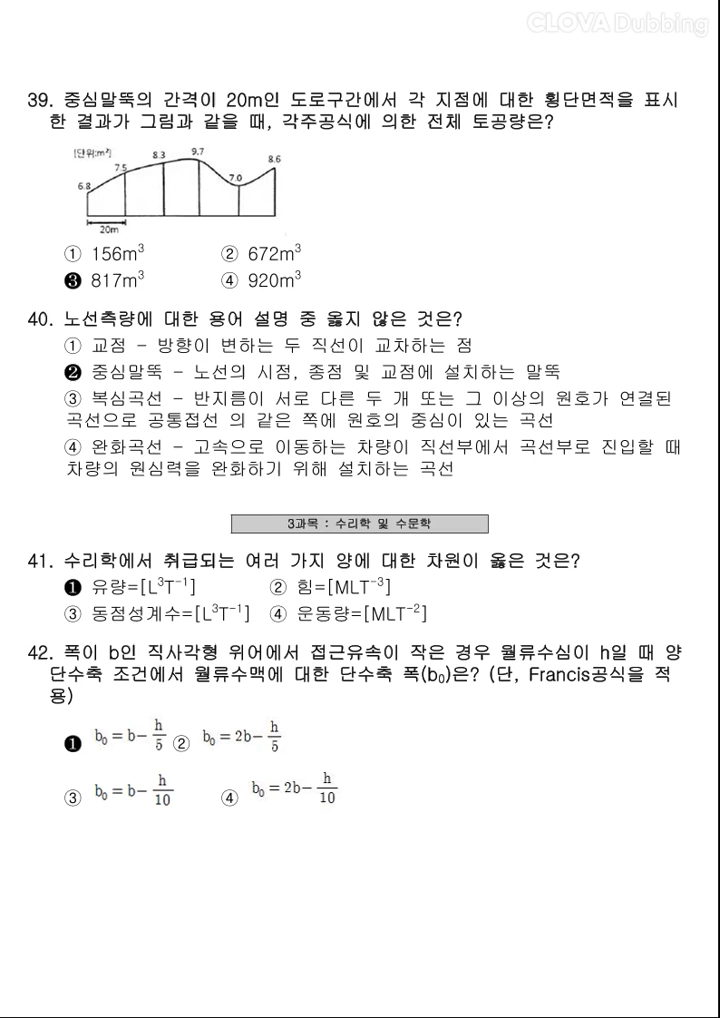 CLOVA Dubbing
39. 중심말뚝의 간격이 20m인 도로구간에서 각 지점에 대한 횡단면적을 표시
한 결과가 그림과 같을 때, 각주공식에 의한 전체 토공량은?
[단위:m²]
6.8 7.5 8.3 9.7 7.0 8.6
20m
① 156m³ ② 672m³
❸ 817m³ ④ 920m³
40. 노선측량에 대한 용어 설명 중 옳지 않은 것은?
① 교점 - 방향이 변하는 두 직선이 교차하는 점
❷ 중심말뚝 - 노선의 시점, 종점 및 교점에 설치하는 말뚝
③ 복심곡선 - 반지름이 서로 다른 두 개 또는 그 이상의 원호가 연결된
곡선으로 공통접선 의 같은 쪽에 원호의 중심이 있는 곡선
④ 완화곡선 - 고속으로 이동하는 차량이 직선부에서 곡선부로 진입할 때
차량의 원심력을 완화하기 위해 설치하는 곡선
3과목 : 수리학 및 수문학
41. 수리학에서 취급되는 여러 가지 양에 대한 차원이 옳은 것은?
❶ 유량=[L³T⁻¹] ② 힘=[MLT⁻³]
③ 동점성계수=[L³T⁻¹] ④ 운동량=[MLT⁻²]
42. 폭이 b인 직사각형 위어에서 접근유속이 작은 경우 월류수심이 h일 때 양
단수축 조건에서 월류수맥에 대한 단수축 폭(b₀)은? (단, Francis공식을 적
용)
❶ b₀ = b - h/5 ② b₀ = 2b - h/5
③ b₀ = b - h/10 ④ b₀ = 2b - h/10